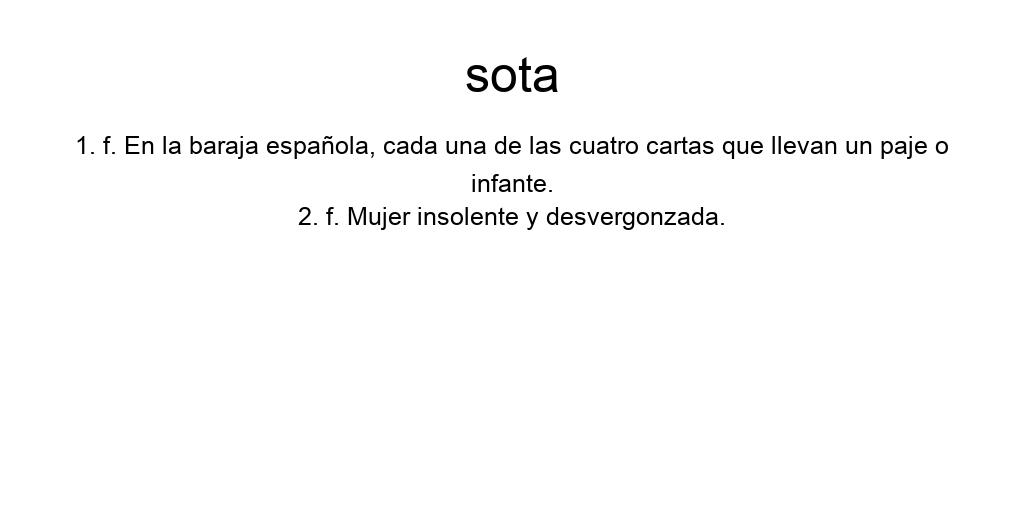 sota
1. f. En la baraja española, cada una de las cuatro cartas que llevan un paje o
infante.
2. f. Mujer insolente y desvergonzada.